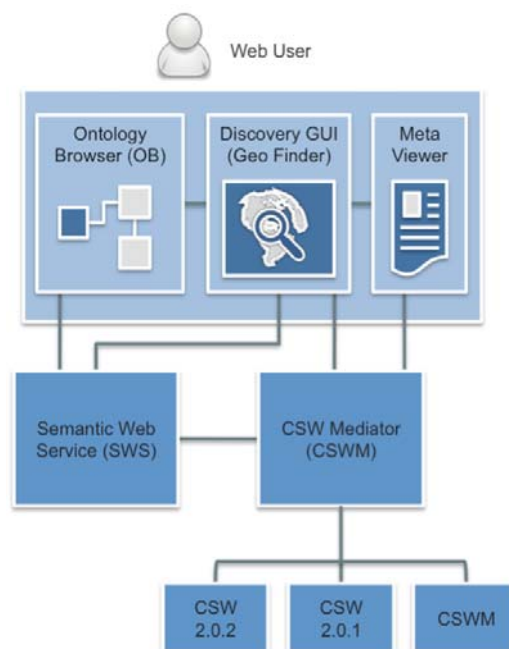 Web User
Ontology
Browser (OB)
Discovery GUI
(Geo Finder)
Meta
Viewer
Semantic Web
Service (SWS)
CSW Mediator
(CSWM)
CSW
2.0.2
CSW
2.0.1
CSWM